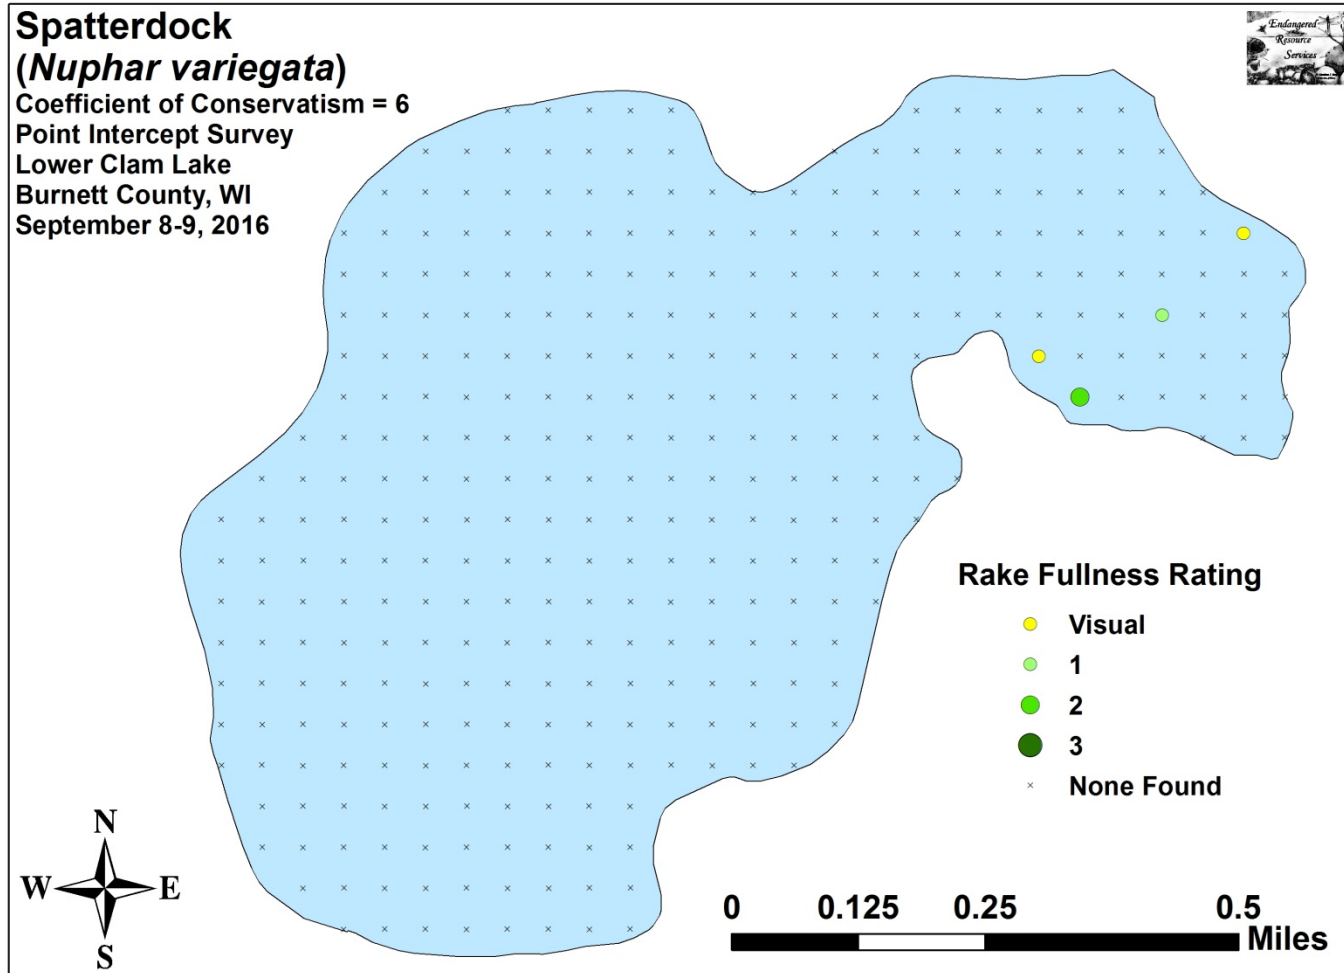 Spatterdock
(Nuphar variegata)
Coefficient of Conservatism = 6
Point Intercept Survey
Lower Clam Lake
Burnett County, WI
September 8-9, 2016
Endangered
Resource
Services
Rake Fullness Rating
Visual
1
2
3
None Found
N
W E
S
0 0.125 0.25 0.5
Miles